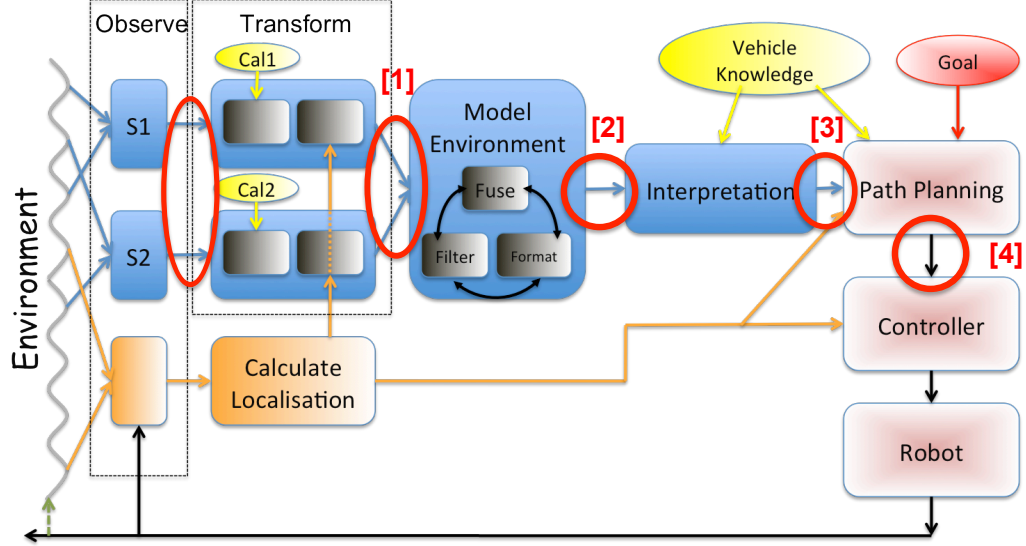 Observe
Transform
Cal1
[1]
Vehicle
Knowledge
Goal
S1
Model
Environment
[2]
[3]
Fuse
Interpretation
Path Planning
Cal2
S2
Filter
Format
[4]
Environment
Calculate
Localisation
Controller
Robot